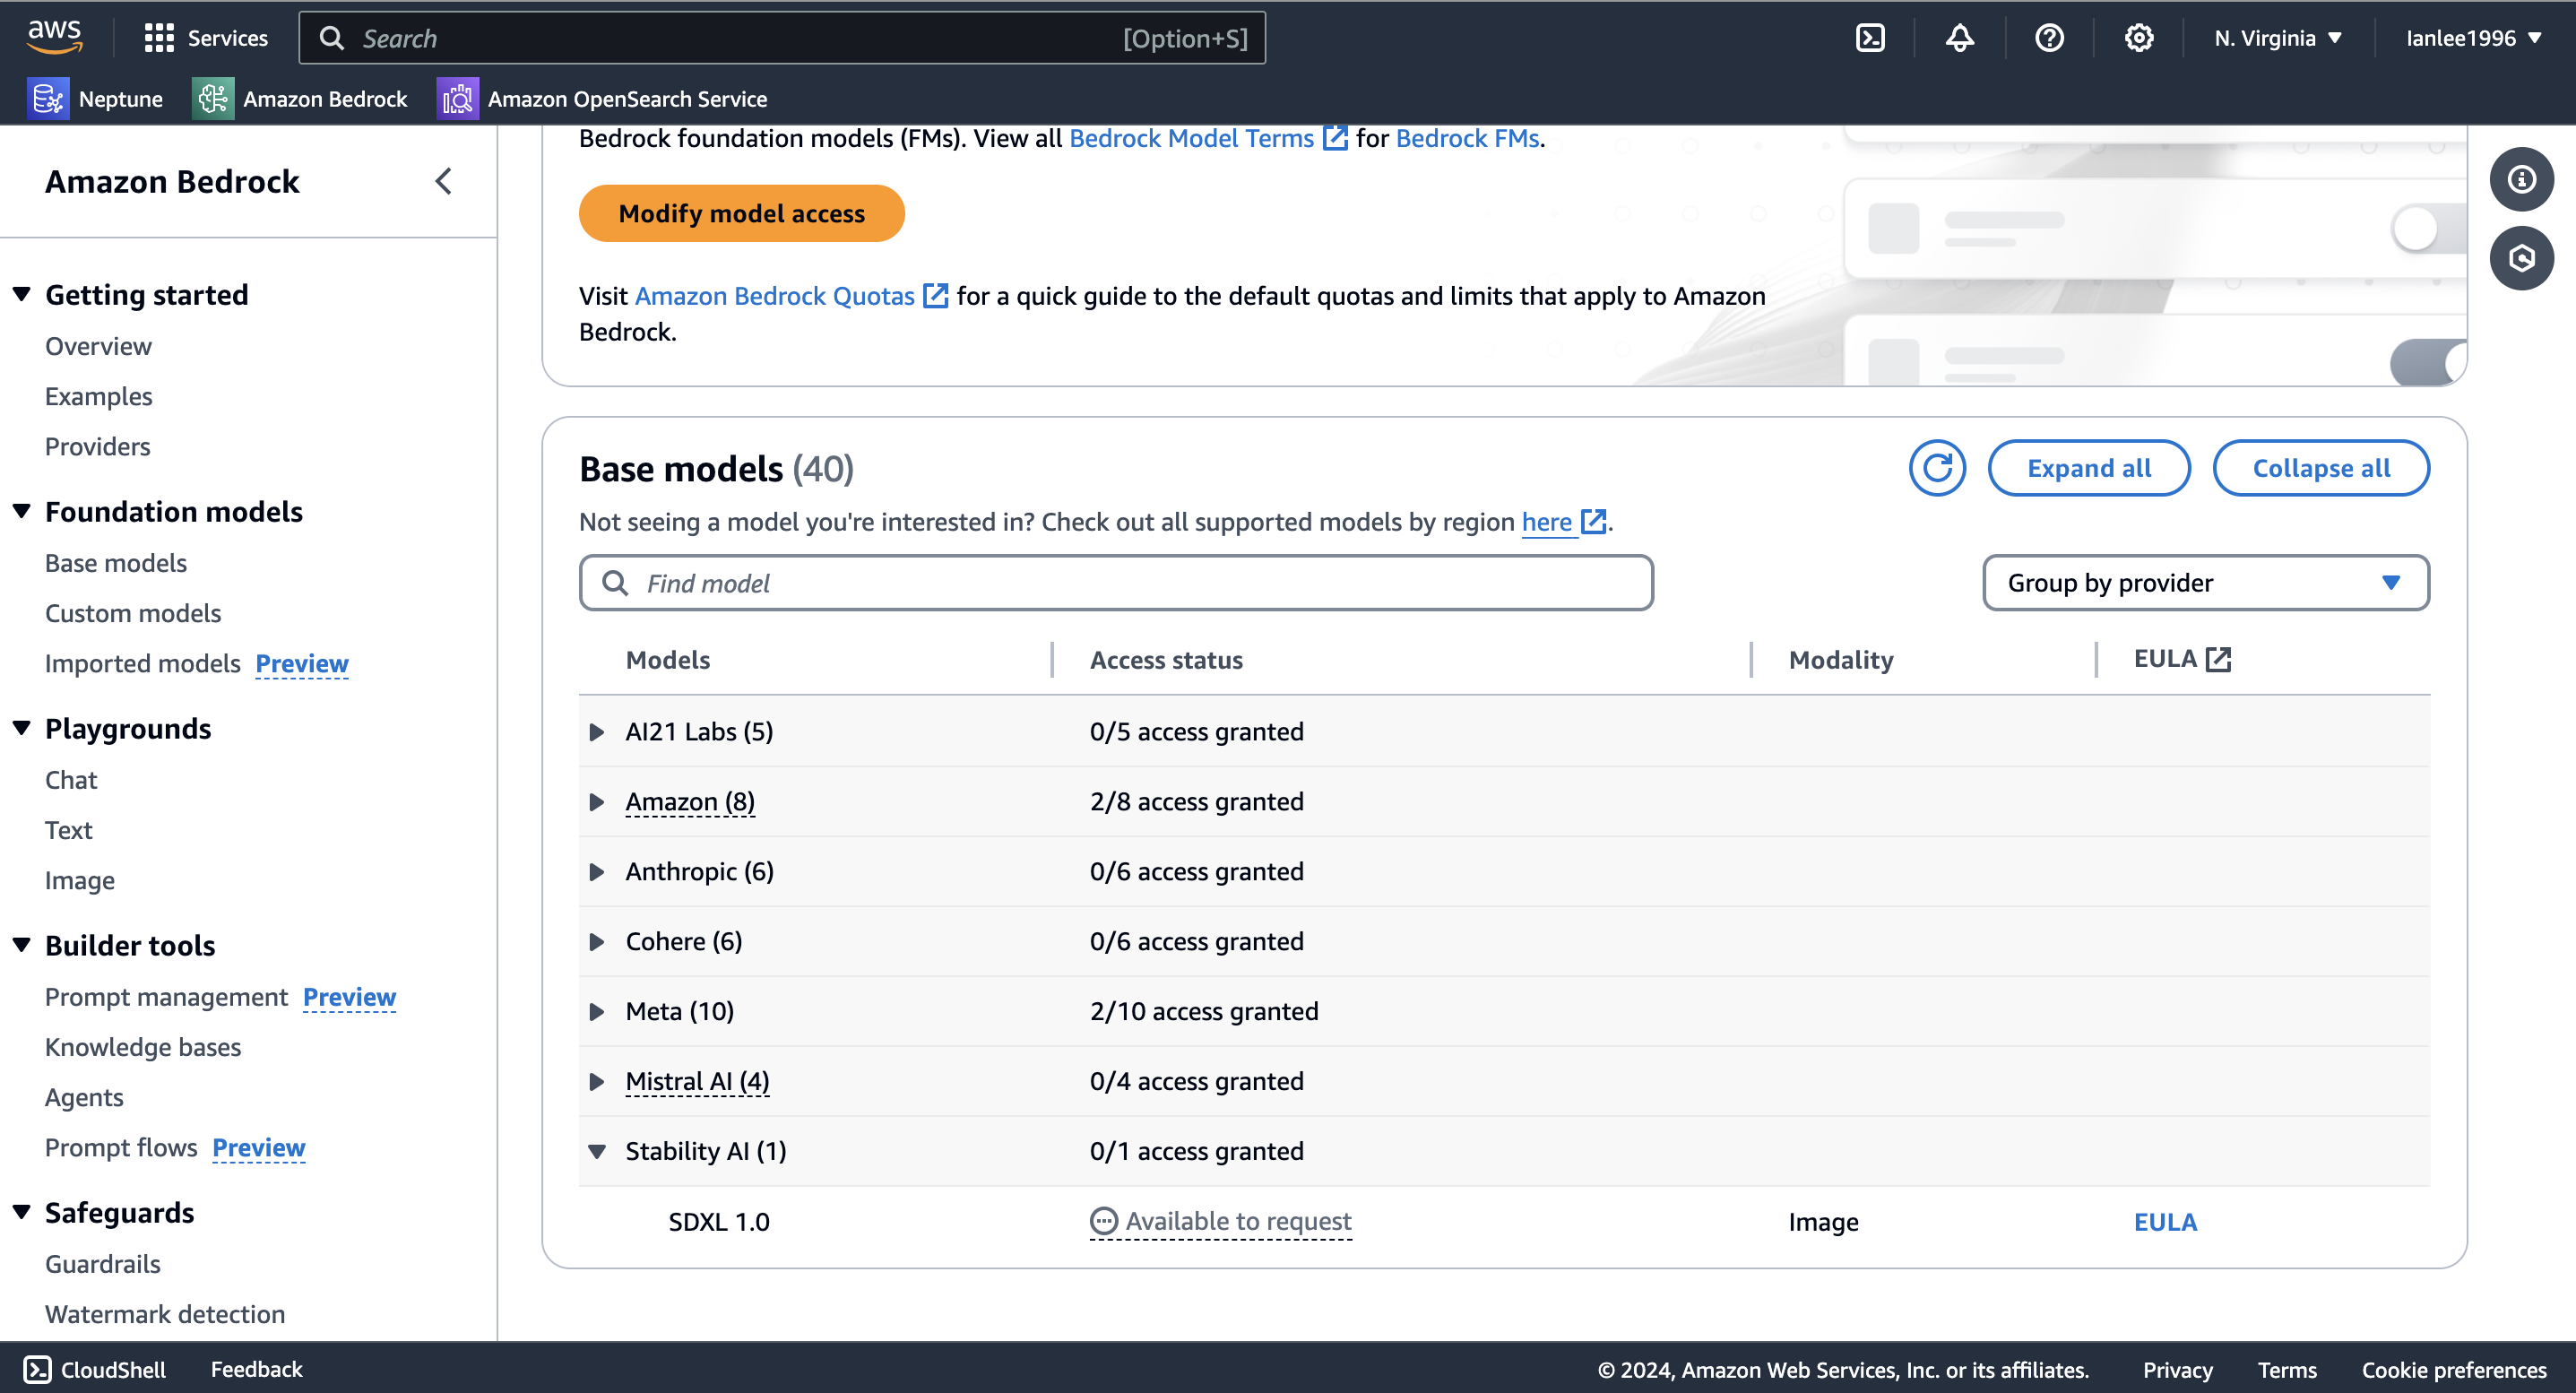 aws
Services
Search
[Option+S]
N. Virginia
Ianlee1996
Neptune
Amazon Bedrock
Amazon OpenSearch Service
Amazon Bedrock
Getting started
Overview
Examples
Providers
Foundation models
Base models
Custom models
Imported models Preview
Playgrounds
Chat
Text
Image
Builder tools
Prompt management Preview
Knowledge bases
Agents
Prompt flows Preview
Safeguards
Guardrails
Watermark detection
Bedrock foundation models (FMs). View all Bedrock Model Terms for Bedrock FMs.
Modify model access
Visit Amazon Bedrock Quotas for a quick guide to the default quotas and limits that apply to Amazon
Bedrock.
Base models (40)
Expand all
Collapse all
Not seeing a model you're interested in? Check out all supported models by region here.
Find model
Group by provider
Models Access status Modality EULA
AI21 Labs (5) 0/5 access granted
Amazon (8) 2/8 access granted
Anthropic (6) 0/6 access granted
Cohere (6) 0/6 access granted
Meta (10) 2/10 access granted
Mistral AI (4) 0/4 access granted
Stability AI (1) 0/1 access granted
SDXL 1.0 Available to request Image EULA
CloudShell
Feedback
© 2024, Amazon Web Services, Inc. or its affiliates.
Privacy
Terms
Cookie preferences